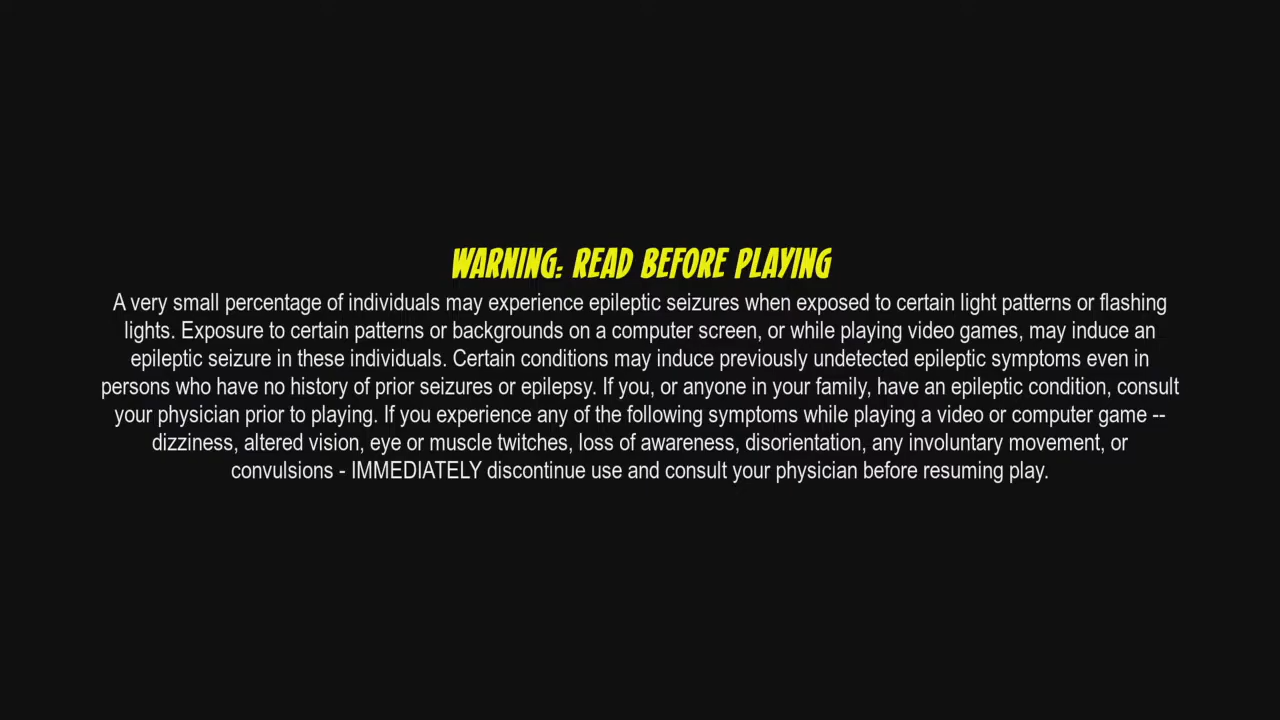 WARNING: READ BEFORE PLAYING
A very small percentage of individuals may experience epileptic seizures when exposed to certain light patterns or flashing
lights. Exposure to certain patterns or backgrounds on a computer screen, or while playing video games, may induce an
epileptic seizure in these individuals. Certain conditions may induce previously undetected epileptic symptoms even in
persons who have no history of prior seizures or epilepsy. If you, or anyone in your family, have an epileptic condition, consult
your physician prior to playing. If you experience any of the following symptoms while playing a video or computer game --
dizziness, altered vision, eye or muscle twitches, loss of awareness, disorientation, any involuntary movement, or
convulsions - IMMEDIATELY discontinue use and consult your physician before resuming play.